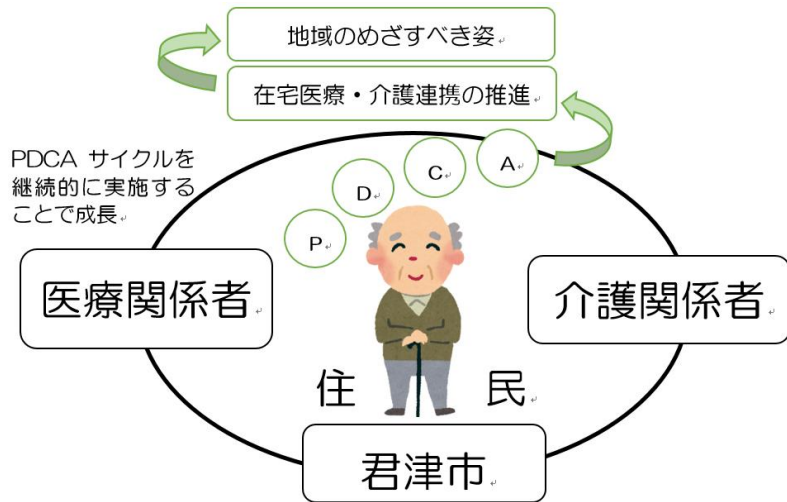 地域のめざすべき姿
在宅医療・介護連携の推進
PDCA サイクルを
継続的に実施する
ことで成長
P
D
C
A
医療関係者
介護関係者
住 民
君津市